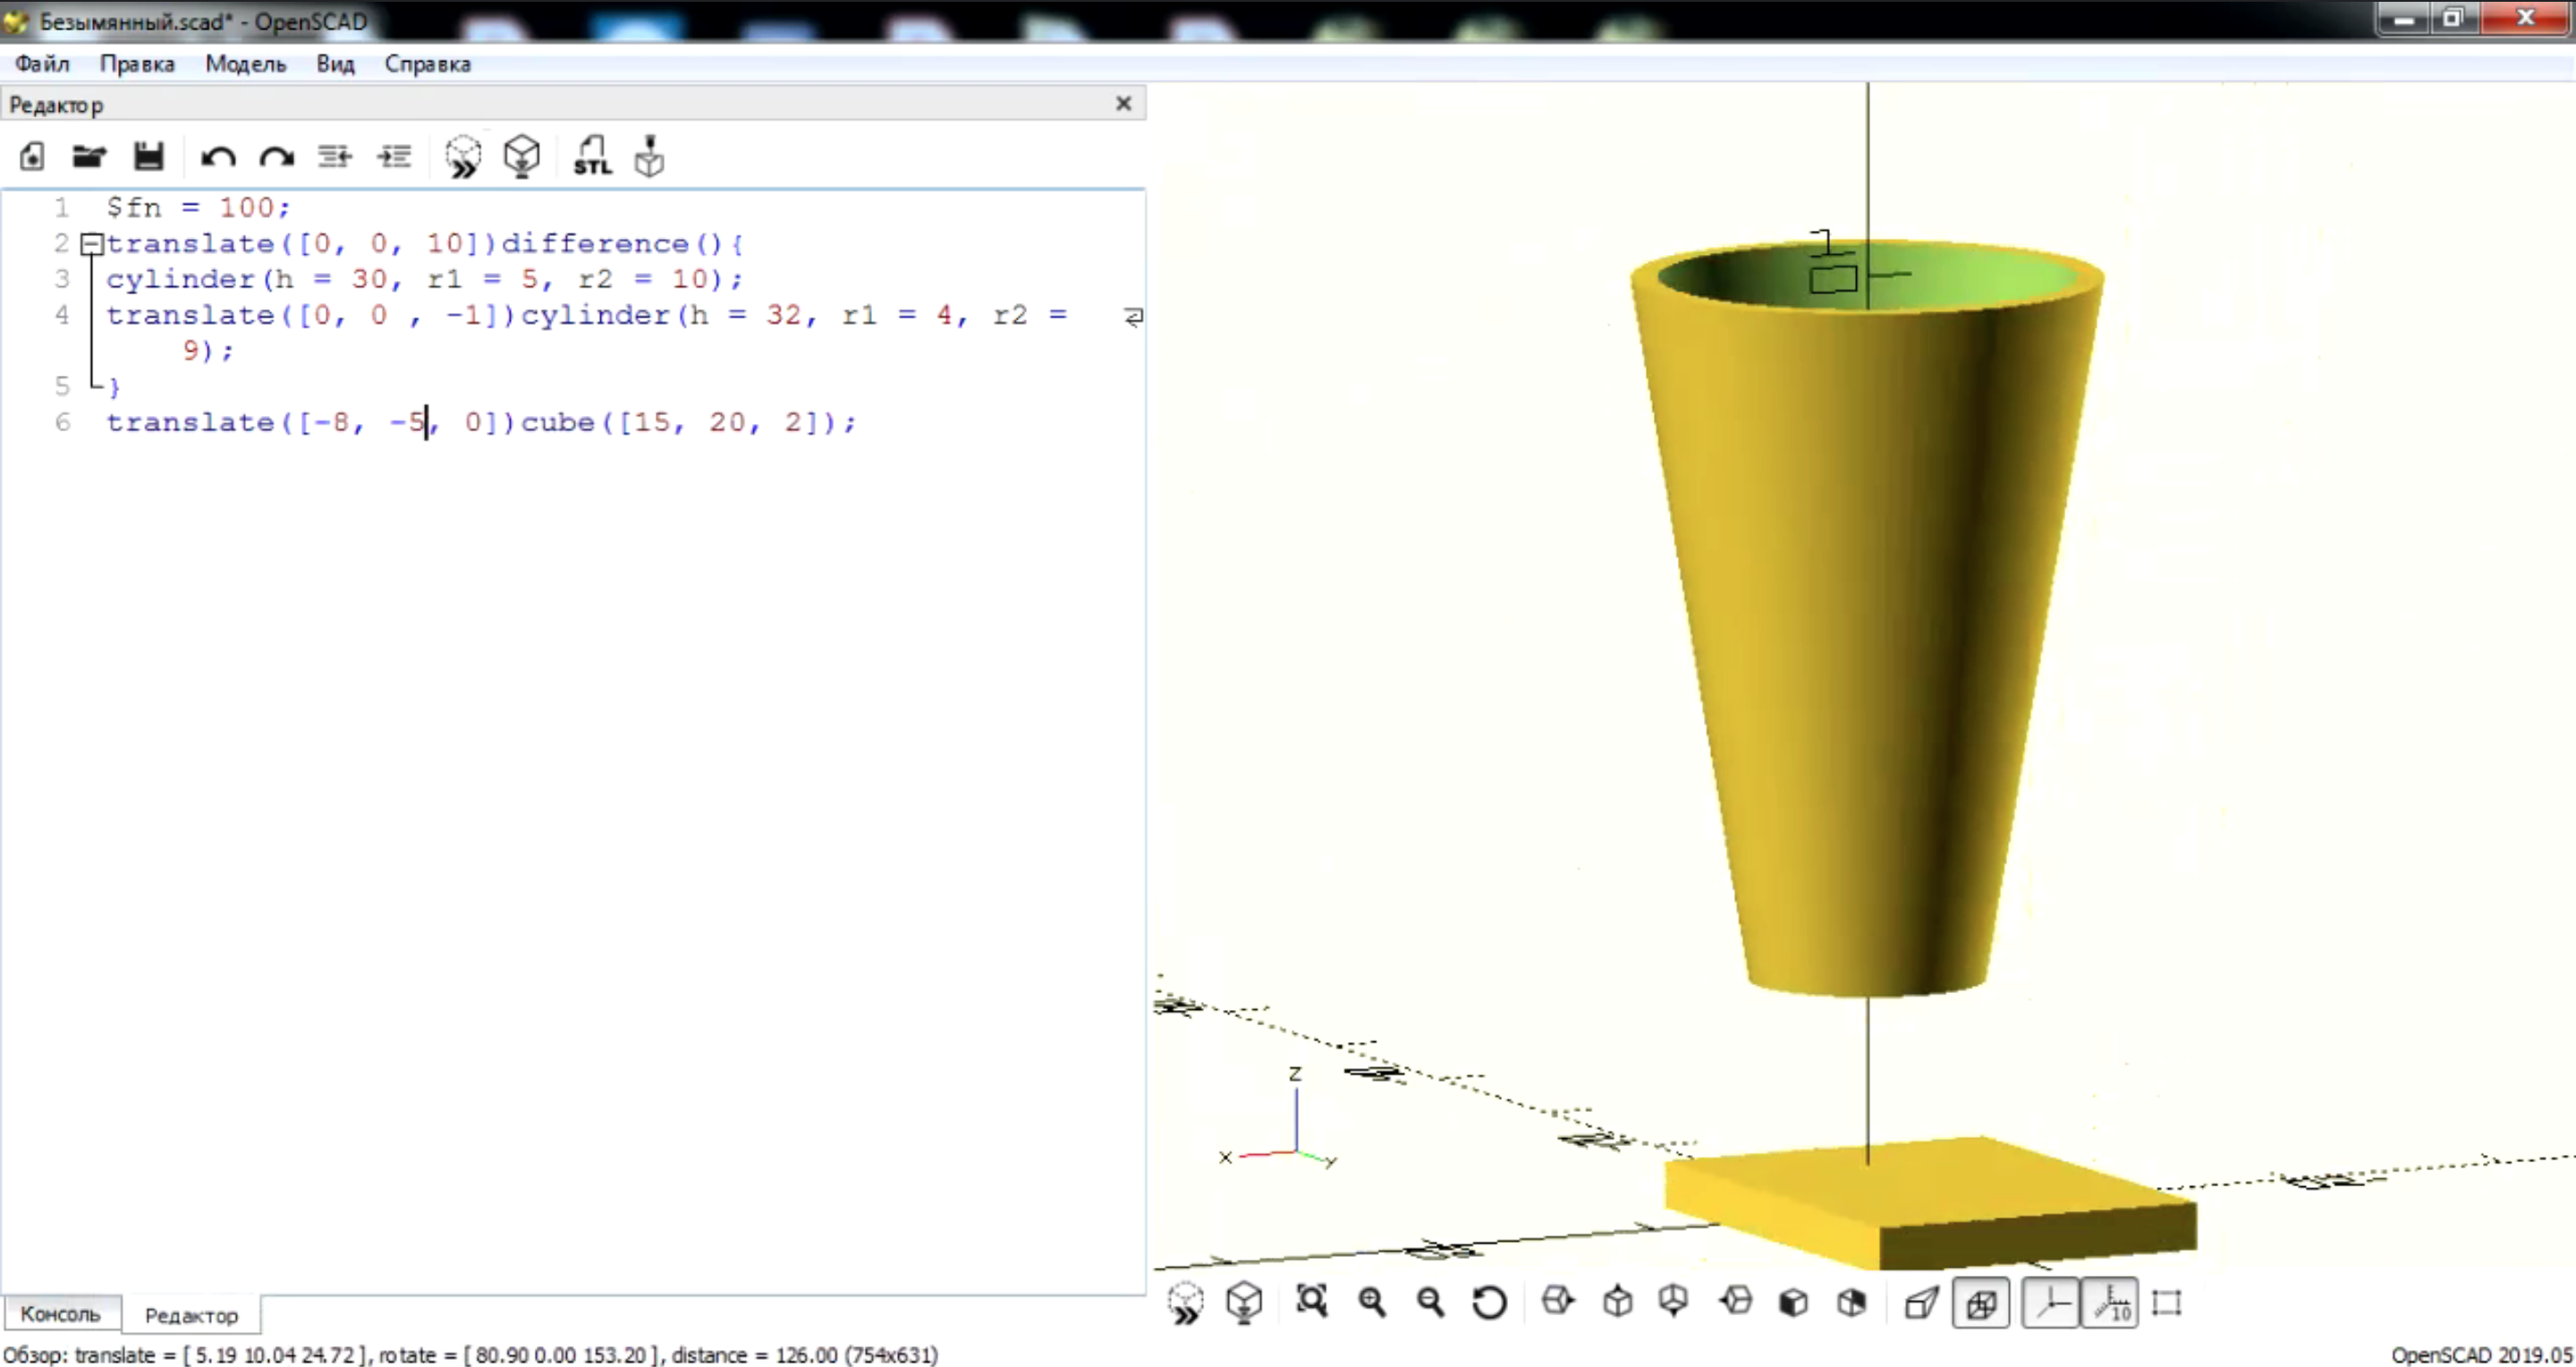 Безымянный.scad* - OpenSCAD
Файл Правка Модель Вид Справка
Редактор
STL
1 $fn = 100;
2 translate([0, 0, 10])difference(){
3 cylinder(h = 30, r1 = 5, r2 = 10);
4 translate([0, 0 , -1])cylinder(h = 32, r1 = 4, r2 =
9);
5 }
6 translate([-8, -5, 0])cube([15, 20, 2]);
Z
X
Y
10
Консоль Редактор
Обзор: translate = [ 5.19 10.04 24.72 ], rotate = [ 80.90 0.00 153.20 ], distance = 126.00 (754x631)
OpenSCAD 2019.05